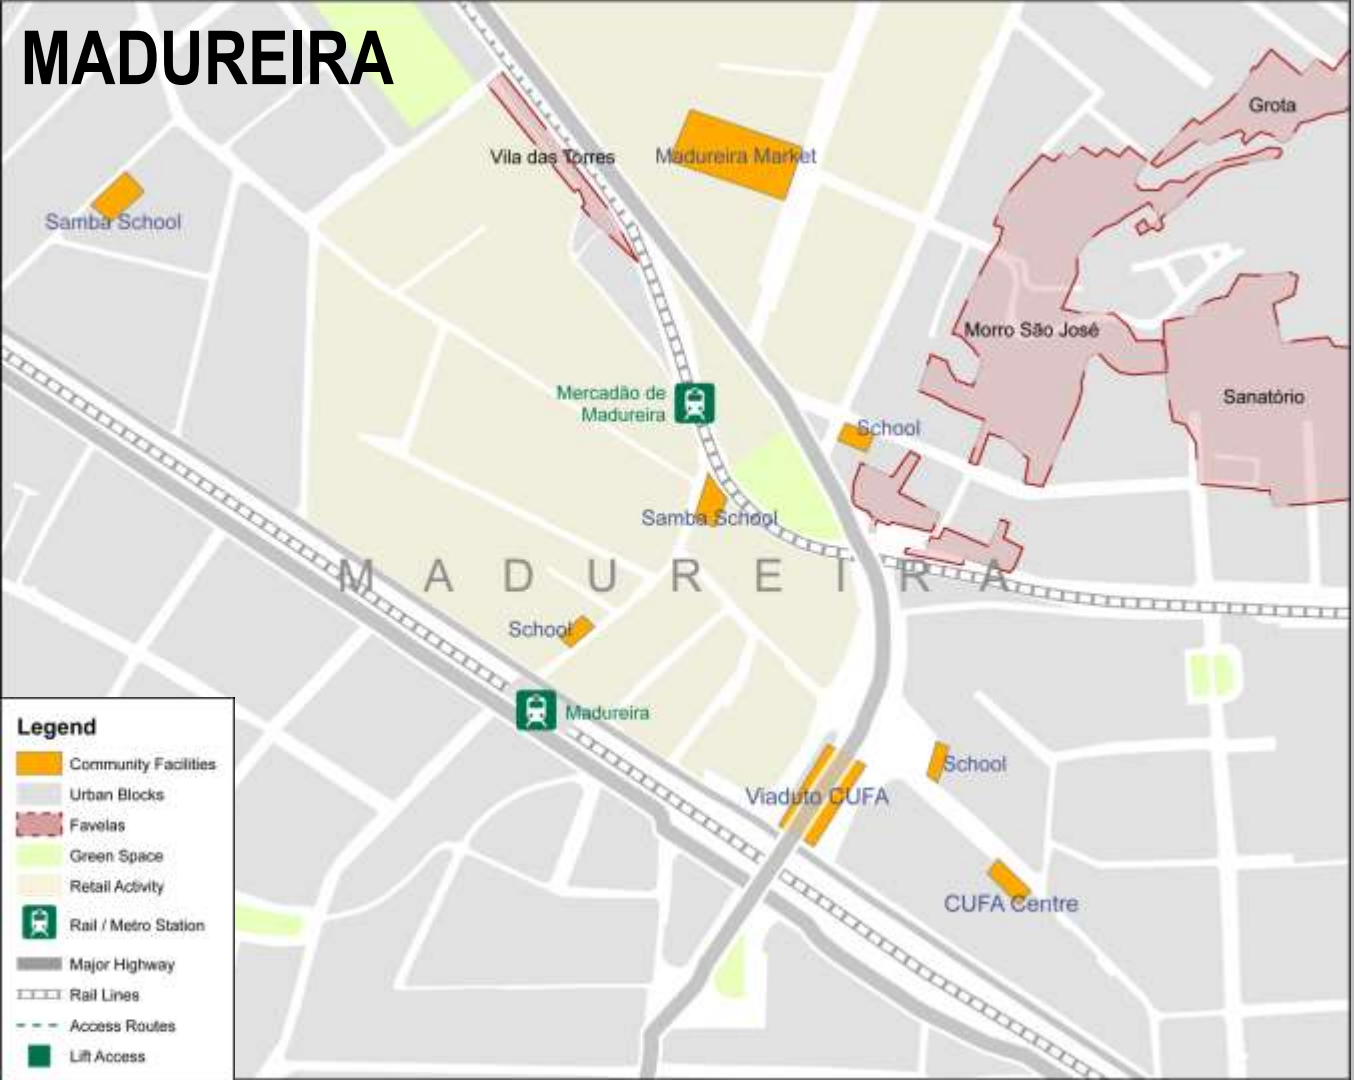 MADUREIRA
Grota
Vila das Torres
Madureira Market
Samba School
Morro São José
Mercadão de
Madureira
Sanatório
School
Samba School
MADUREIRA
School
Madureira
School
Viaduto CUFA
CUFA Centre
Legend
Community Facilities
Urban Blocks
Favelas
Green Space
Retail Activity
Rail / Metro Station
Major Highway
Rail Lines
Access Routes
Lift Access